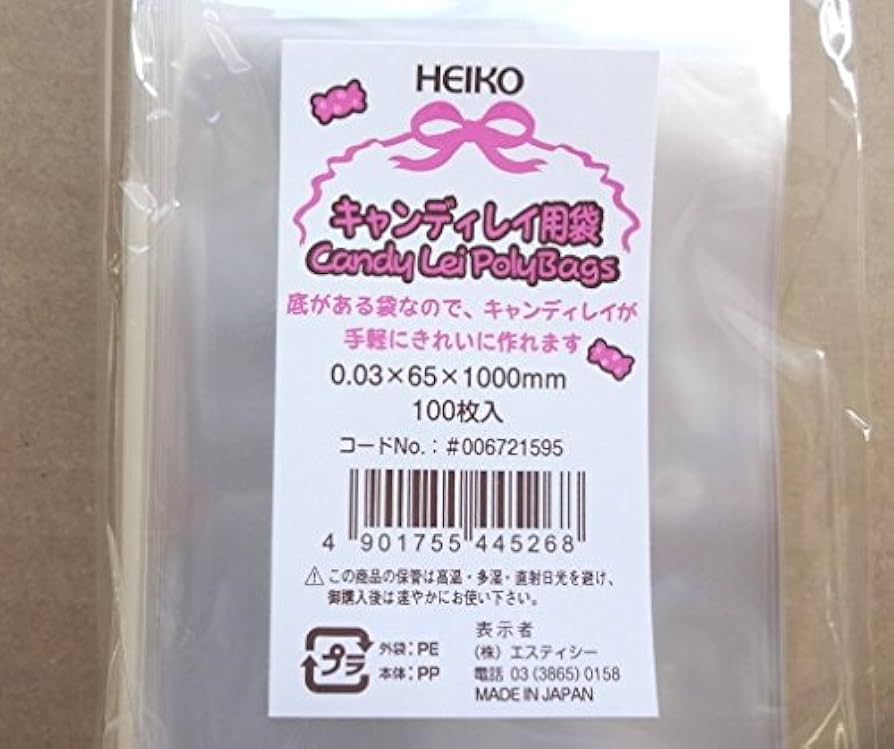 HEIKO
キャンディレイ用袋
Candy Lei PolyBags
底がある袋なので、キャンディレイが
手軽にきれいに作れます
0.03×65×1000mm
100枚入
コードNo.：#006721595
4 901755 445268
⚠この商品の保管は高温・多湿・直射日光を避け、
御購入後は速やかにお使い下さい。
プラ
外袋：PE
本体：PP
表示者
(株) エスティシー
電話 03 (3865) 0158
MADE IN JAPAN